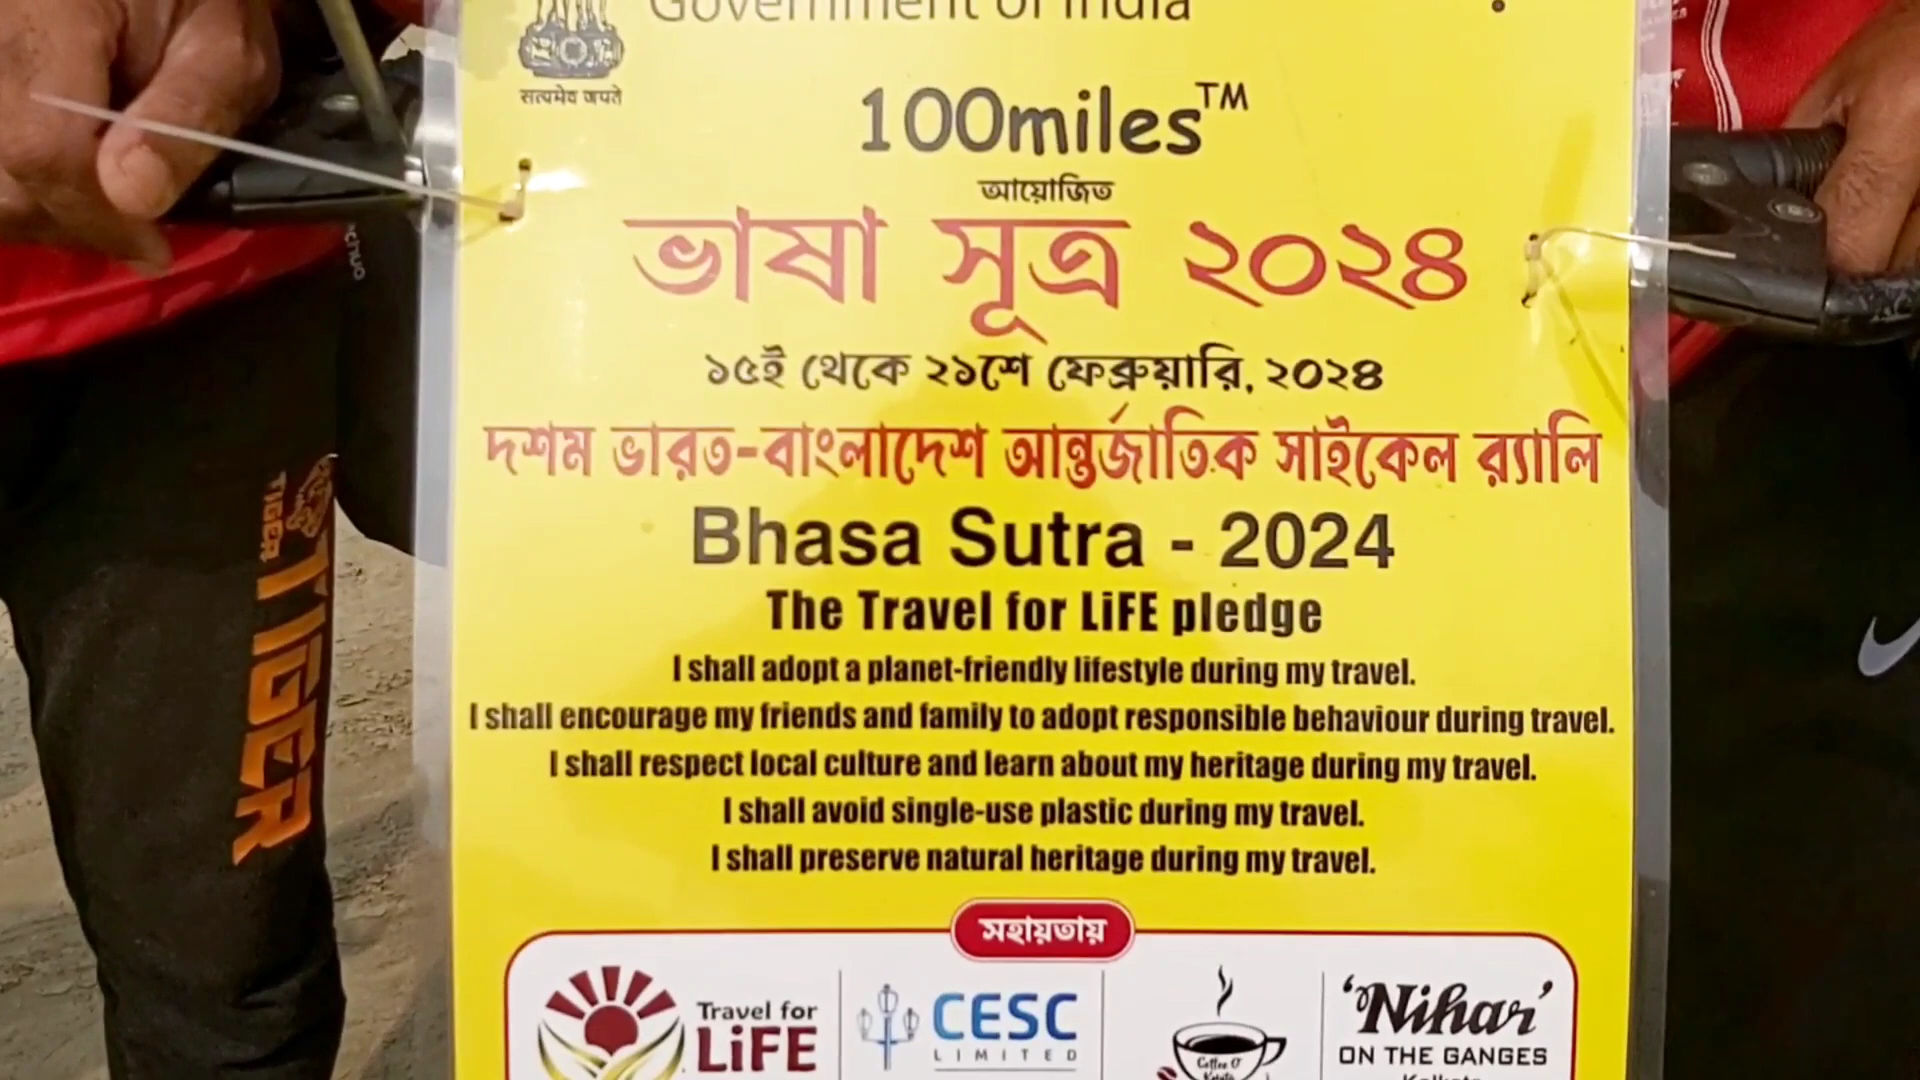 Government of India
सत्यमेव जयते
100miles™
আয়োজিত
ভাষা সূত্র ২০২৪
১৫ই থেকে ২১শে ফেব্রুয়ারি, ২০২৪
দশম ভারত-বাংলাদেশ আন্তর্জাতিক সাইকেল র‍্যালি
Bhasa Sutra - 2024
The Travel for LiFE pledge
I shall adopt a planet-friendly lifestyle during my travel.
I shall encourage my friends and family to adopt responsible behaviour during travel.
I shall respect local culture and learn about my heritage during my travel.
I shall avoid single-use plastic during my travel.
I shall preserve natural heritage during my travel.
সহায়তায়
Travel for
LiFE
CESC
LIMITED
'Nihar'
ON THE GANGES
Kolkata
TIGER
TIGER